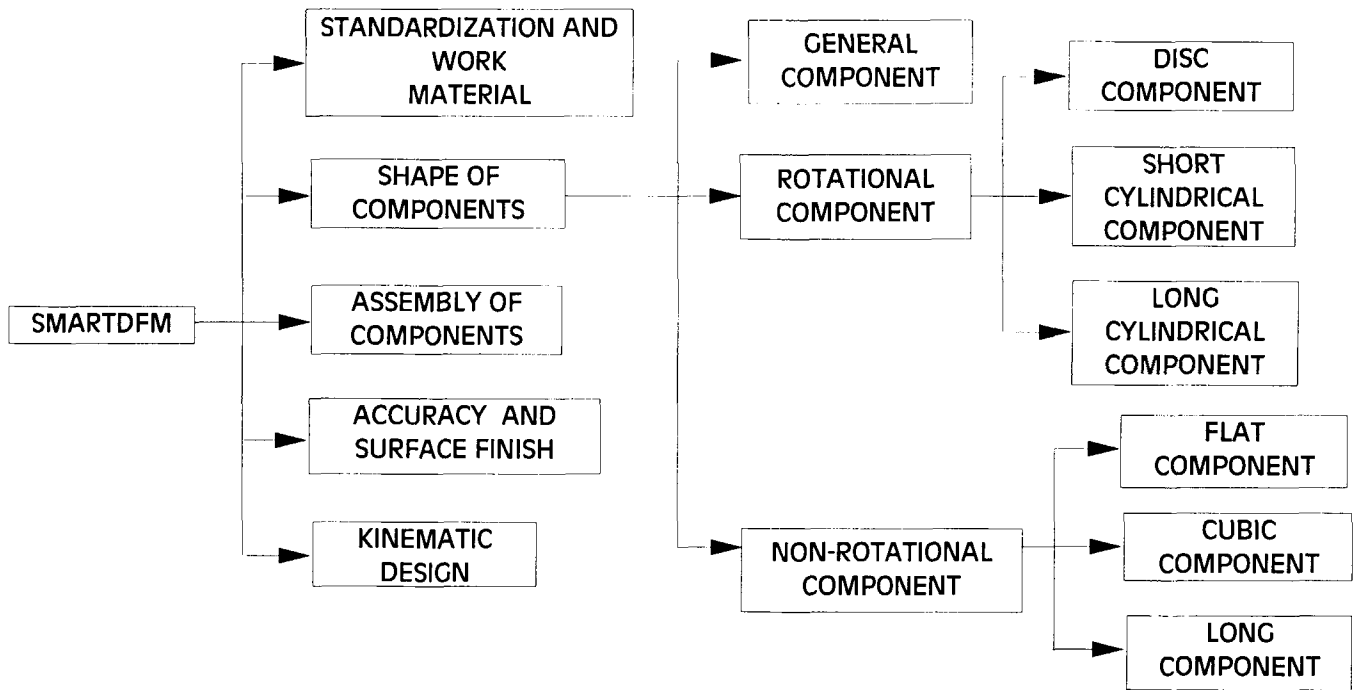 SMARTDFM
STANDARDIZATION AND
WORK
MATERIAL
SHAPE OF
COMPONENTS
ASSEMBLY OF
COMPONENTS
ACCURACY AND
SURFACE FINISH
KINEMATIC
DESIGN
GENERAL
COMPONENT
ROTATIONAL
COMPONENT
NON-ROTATIONAL
COMPONENT
DISC
COMPONENT
SHORT
CYLINDRICAL
COMPONENT
LONG
CYLINDRICAL
COMPONENT
FLAT
COMPONENT
CUBIC
COMPONENT
LONG
COMPONENT